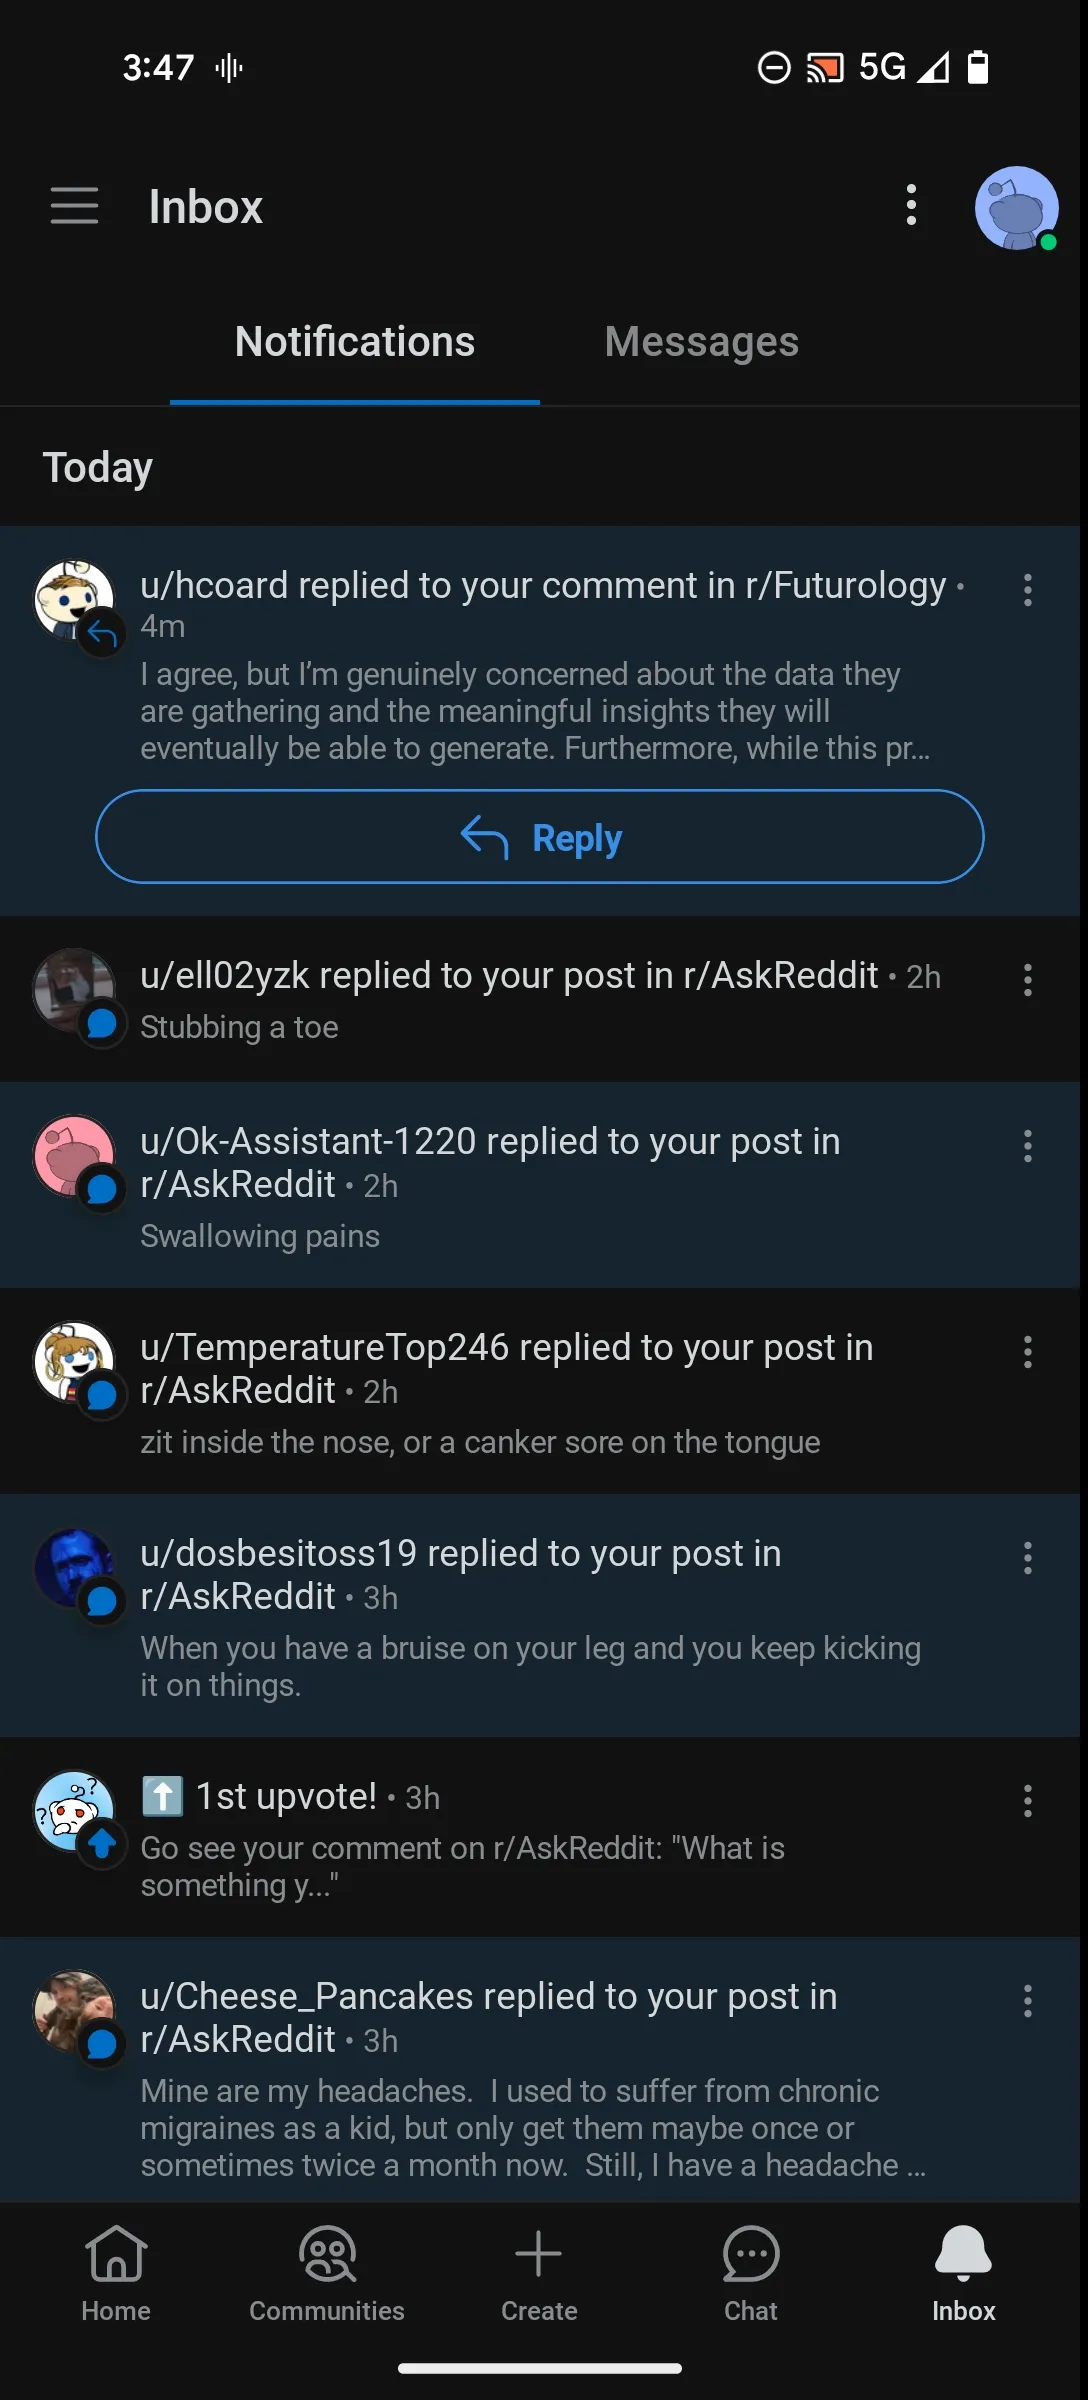 3:47
5G
Inbox
Notifications
Messages
Today
u/hcoard replied to your comment in r/Futurology •
4m
I agree, but I’m genuinely concerned about the data they
are gathering and the meaningful insights they will
eventually be able to generate. Furthermore, while this pr...
Reply
u/ell02yzk replied to your post in r/AskReddit • 2h
Stubbing a toe
u/Ok-Assistant-1220 replied to your post in
r/AskReddit • 2h
Swallowing pains
u/TemperatureTop246 replied to your post in
r/AskReddit • 2h
zit inside the nose, or a canker sore on the tongue
u/dosbesitoss19 replied to your post in
r/AskReddit • 3h
When you have a bruise on your leg and you keep kicking
it on things.
⬆️ 1st upvote! • 3h
Go see your comment on r/AskReddit: "What is
something y..."
u/Cheese_Pancakes replied to your post in
r/AskReddit • 3h
Mine are my headaches.  I used to suffer from chronic
migraines as a kid, but only get them maybe once or
sometimes twice a month now.  Still, I have a headache ...
Home
Communities
Create
Chat
Inbox